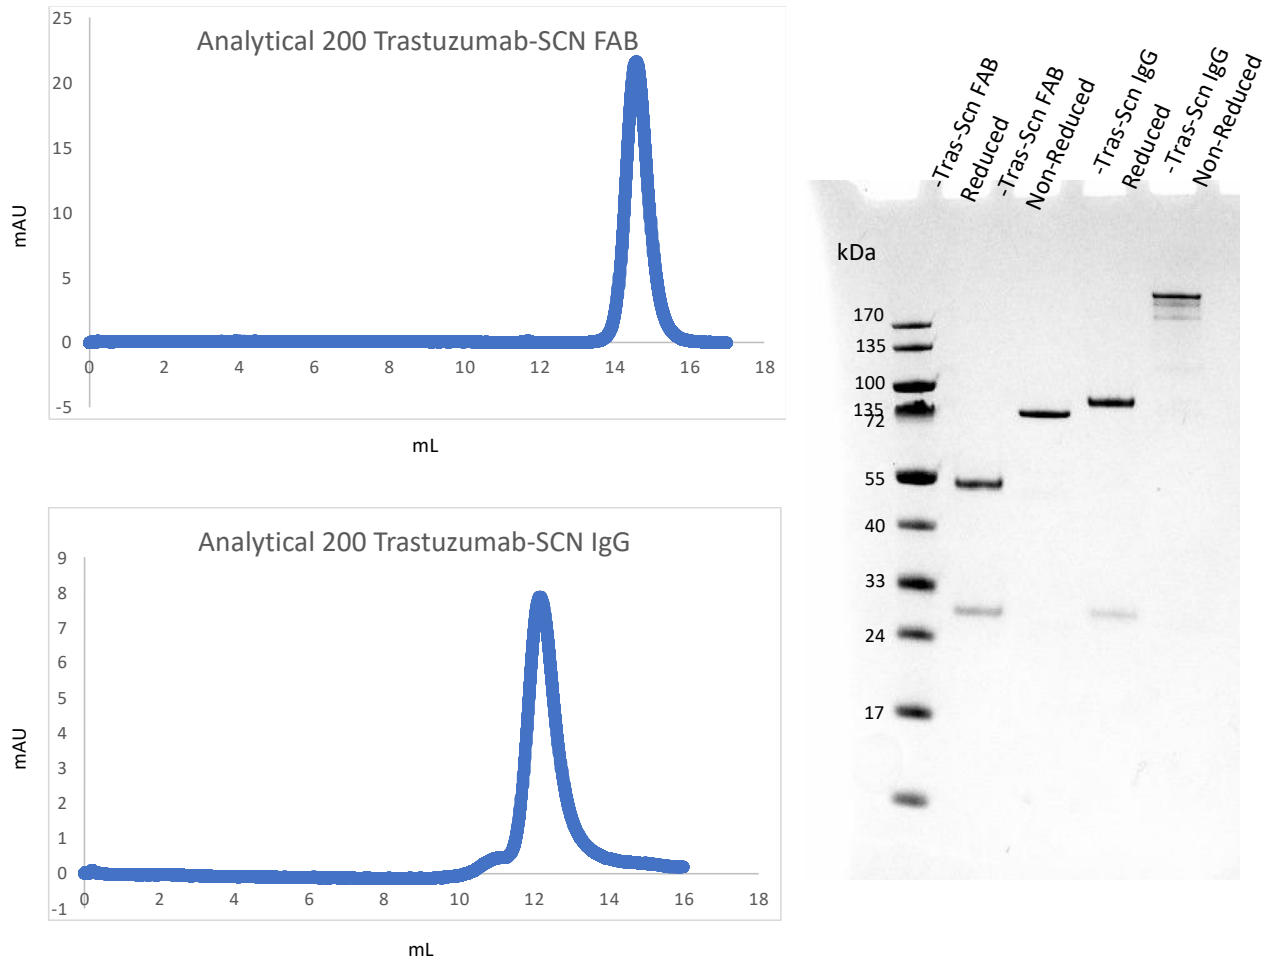 Analytical 200 Trastuzumab-SCN FAB
25
20
15
10
5
0
-5
mAU
0 2 4 6 8 10 12 14 16 18
mL
Analytical 200 Trastuzumab-SCN IgG
9
8
7
6
5
4
3
2
1
0
-1
mAU
0 2 4 6 8 10 12 14 16 18
mL
-Tras-Scn FAB
Reduced
-Tras-Scn FAB
Non-Reduced
-Tras-Scn IgG
Reduced
-Tras-Scn IgG
Non-Reduced
kDa
170
135
100
135
72
55
40
33
24
17